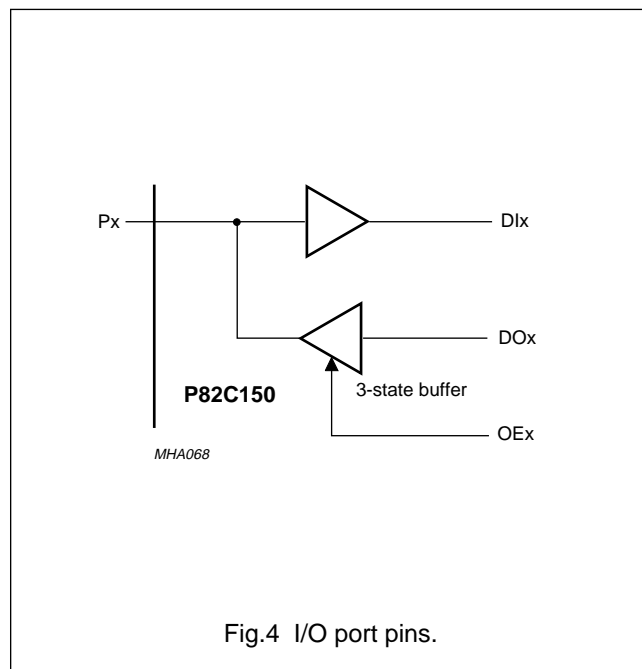 Px
DIx
DOx
3-state buffer
P82C150
OEx
MHA068
Fig.4 I/O port pins.